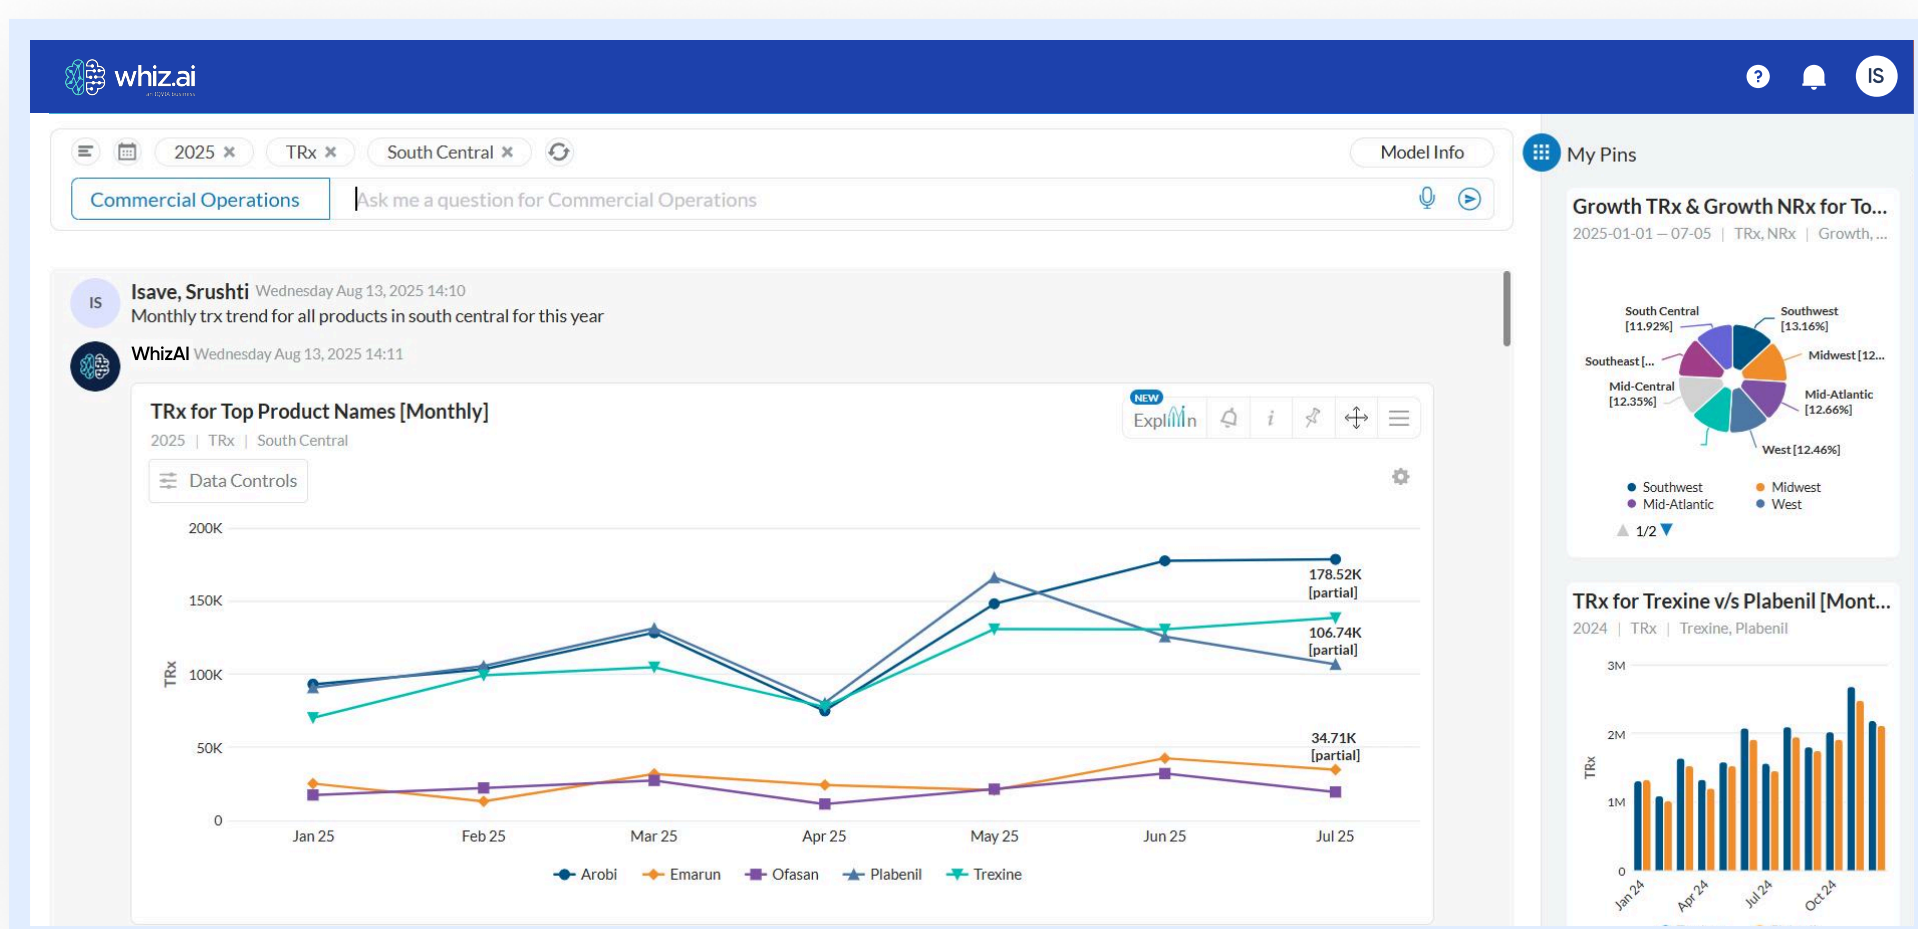 whiz.ai
an IQVIA business
IS
2025
TRx
South Central
Model Info
Commercial Operations
Ask me a question for Commercial Operations
IS
Isave, Srushti Wednesday Aug 13, 2025 14:10
Monthly trx trend for all products in south central for this year
WhizAI Wednesday Aug 13, 2025 14:11
TRx for Top Product Names [Monthly]
2025 | TRx | South Central
NEW
Explain
i
Data Controls
200K
150K
100K
50K
0
TRx
178.52K
[partial]
106.74K
[partial]
34.71K
[partial]
Jan 25 Feb 25 Mar 25 Apr 25 May 25 Jun 25 Jul 25
Arobi Emarun Ofasan Plabenil Trexine
My Pins
Growth TRx & Growth NRx for To...
2025-01-01 — 07-05 | TRx, NRx | Growth, ...
South Central
[11.92%]
Southwest
[13.16%]
Southeast [...
Midwest [12...
Mid-Central
[12.35%]
Mid-Atlantic
[12.66%]
West [12.46%]
Southwest Midwest
Mid-Atlantic West
1/2
TRx for Trexine v/s Plabenil [Mont...
2024 | TRx | Trexine, Plabenil
3M
2M
1M
0
TRx
Jan 24 Apr 24 Jul 24 Oct 24